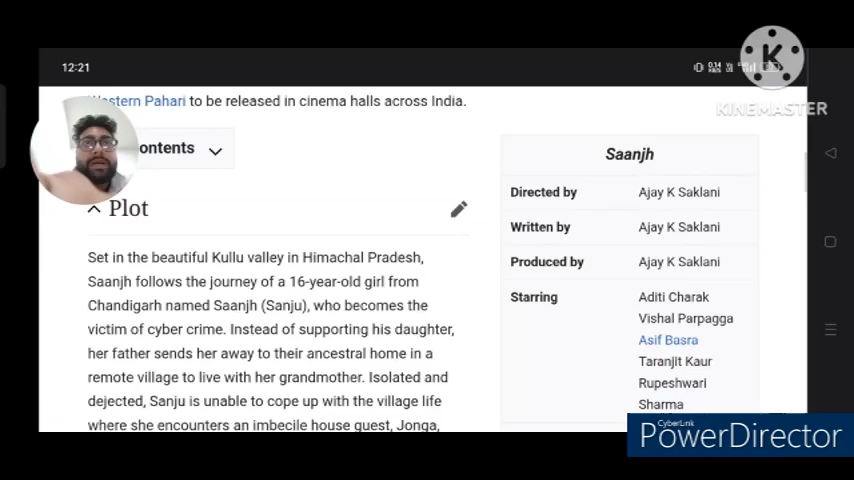 12:21
K
KINEMASTER
Western Pahari to be released in cinema halls across India.
ontents
Saanjh
Directed by Ajay K Saklani
Plot
Written by Ajay K Saklani
Produced by Ajay K Saklani
Starring Aditi Charak
Vishal Parpagga
Asif Basra
Taranjit Kaur
Rupeshwari
Sharma
Set in the beautiful Kullu valley in Himachal Pradesh,
Saanjh follows the journey of a 16-year-old girl from
Chandigarh named Saanjh (Sanju), who becomes the
victim of cyber crime. Instead of supporting his daughter,
her father sends her away to their ancestral home in a
remote village to live with her grandmother. Isolated and
dejected, Sanju is unable to cope up with the village life
where she encounters an imbecile house guest, Jonga,
CyberLink
PowerDirector